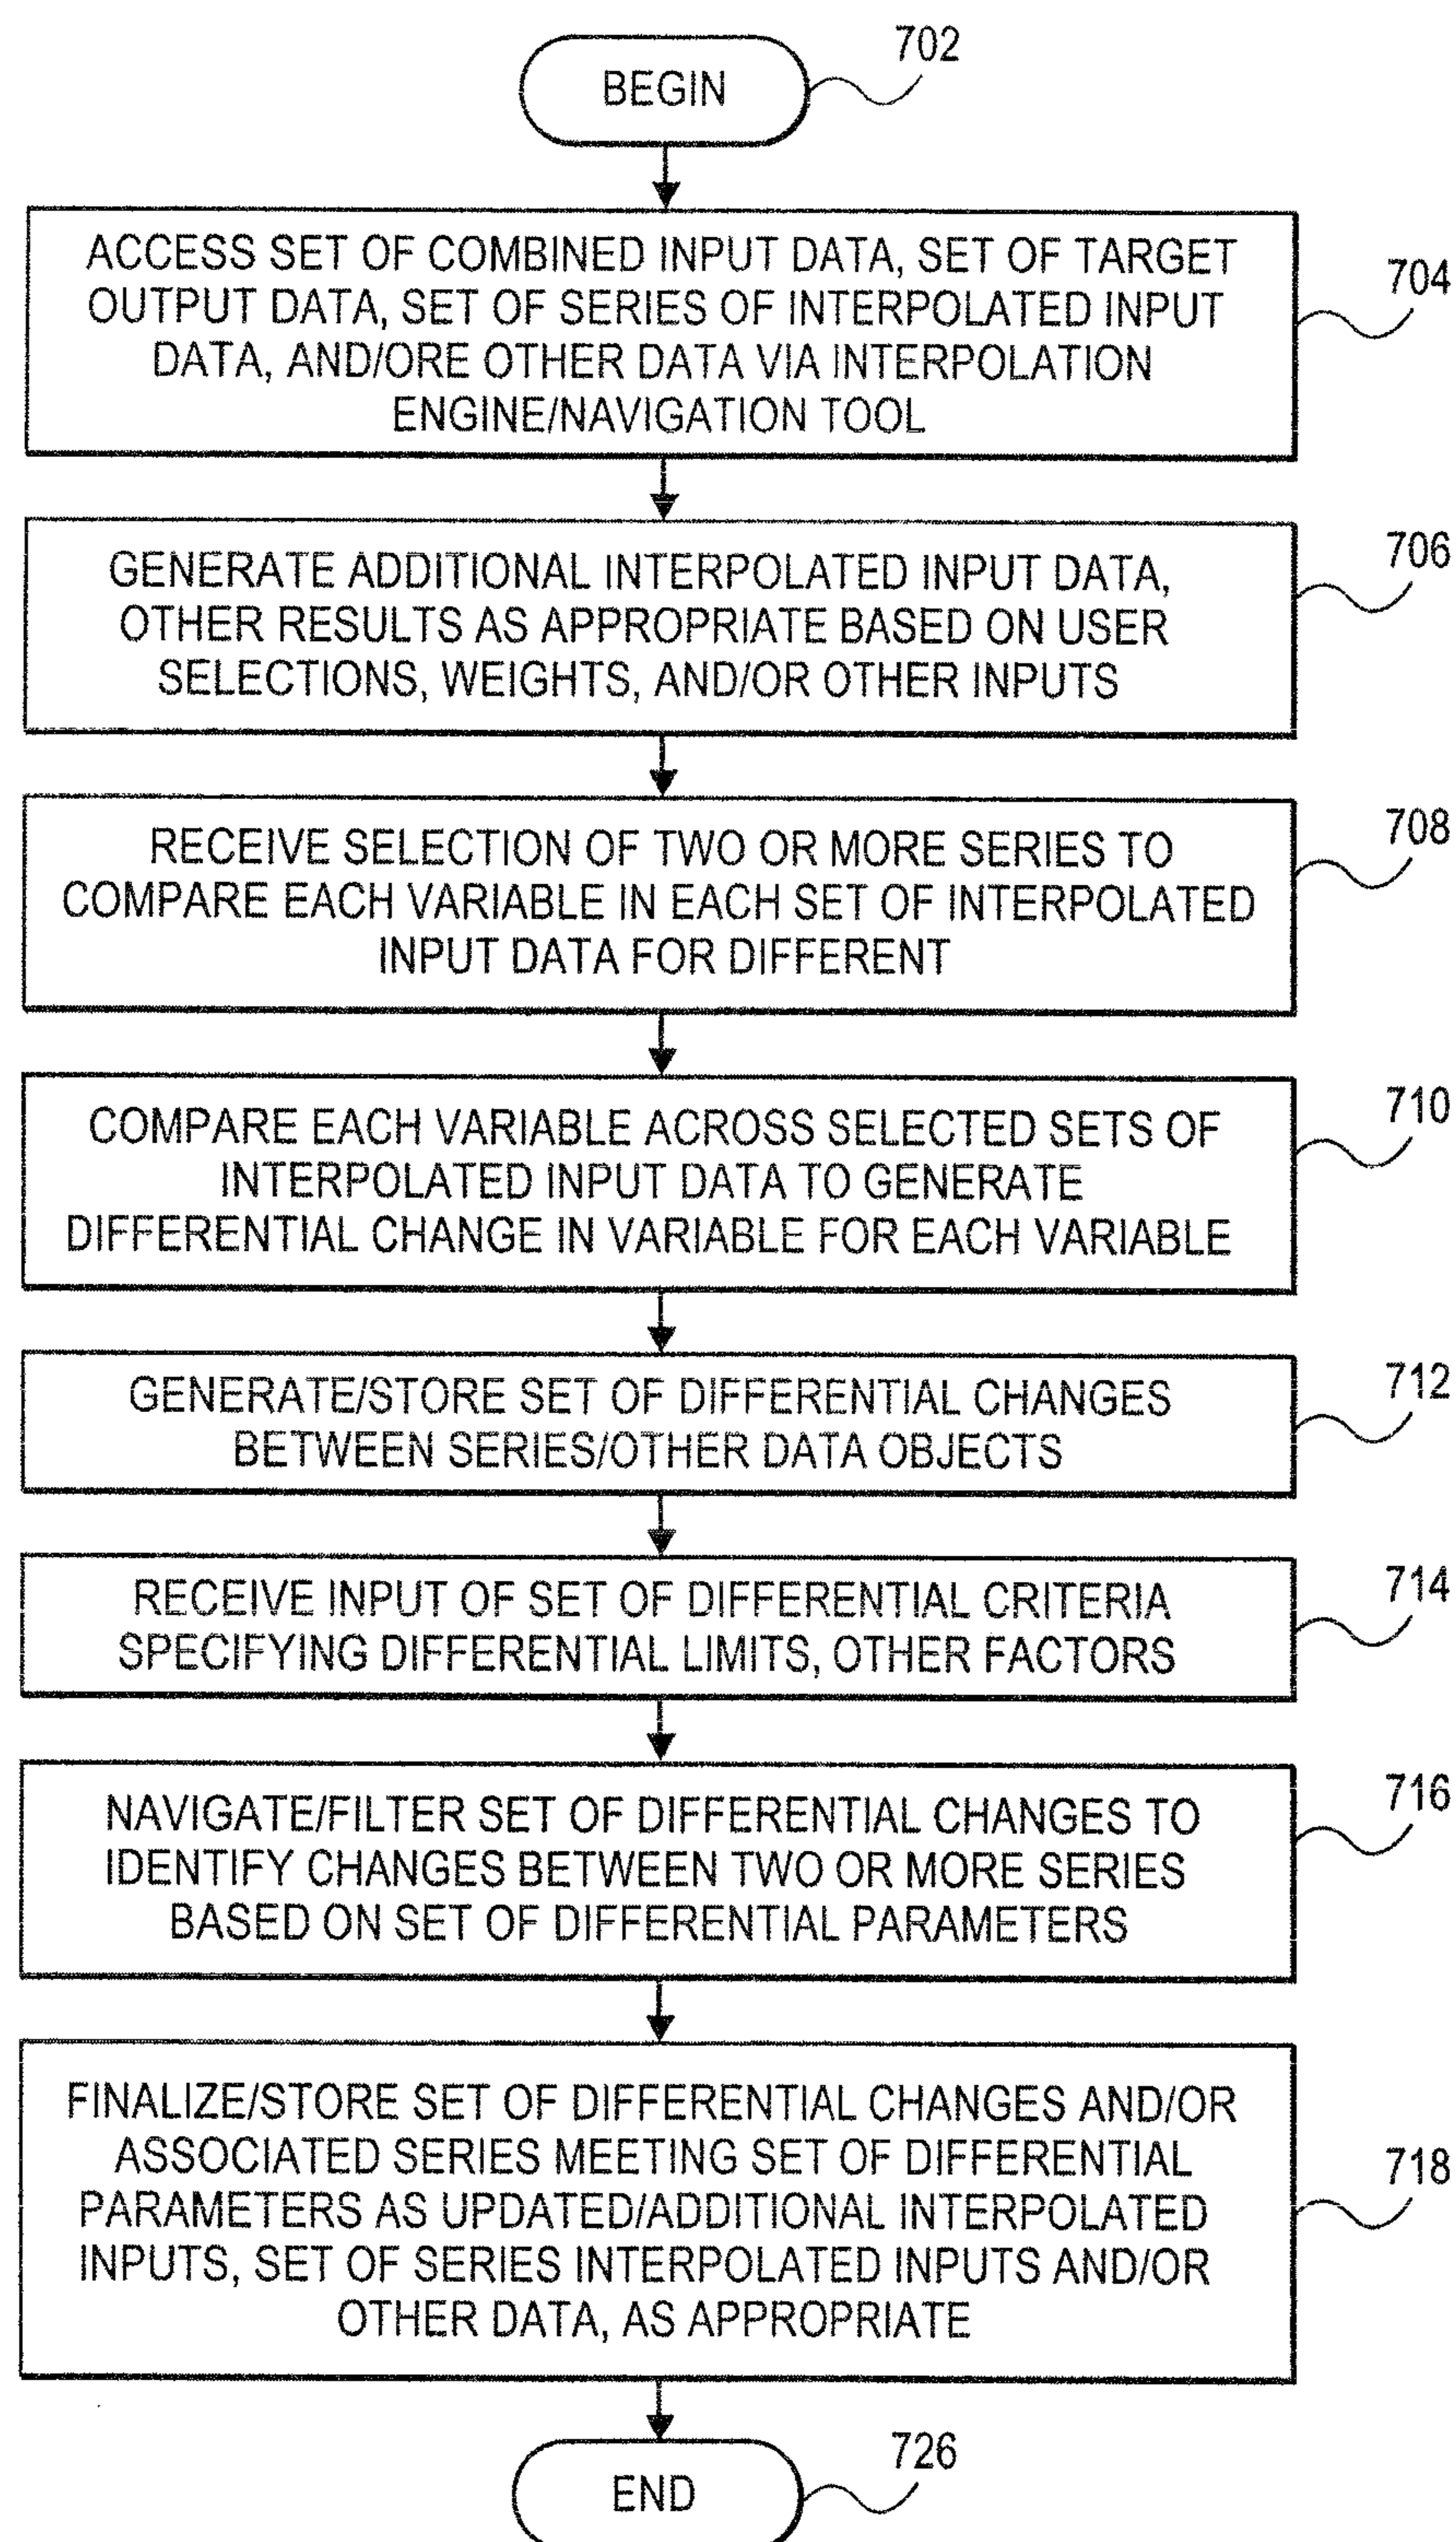 BEGIN
702
ACCESS SET OF COMBINED INPUT DATA, SET OF TARGET
OUTPUT DATA, SET OF SERIES OF INTERPOLATED INPUT
DATA, AND/ORE OTHER DATA VIA INTERPOLATION
ENGINE/NAVIGATION TOOL
704
GENERATE ADDITIONAL INTERPOLATED INPUT DATA,
OTHER RESULTS AS APPROPRIATE BASED ON USER
SELECTIONS, WEIGHTS, AND/OR OTHER INPUTS
706
RECEIVE SELECTION OF TWO OR MORE SERIES TO
COMPARE EACH VARIABLE IN EACH SET OF INTERPOLATED
INPUT DATA FOR DIFFERENT
708
COMPARE EACH VARIABLE ACROSS SELECTED SETS OF
INTERPOLATED INPUT DATA TO GENERATE
DIFFERENTIAL CHANGE IN VARIABLE FOR EACH VARIABLE
710
GENERATE/STORE SET OF DIFFERENTIAL CHANGES
BETWEEN SERIES/OTHER DATA OBJECTS
712
RECEIVE INPUT OF SET OF DIFFERENTIAL CRITERIA
SPECIFYING DIFFERENTIAL LIMITS, OTHER FACTORS
714
NAVIGATE/FILTER SET OF DIFFERENTIAL CHANGES TO
IDENTIFY CHANGES BETWEEN TWO OR MORE SERIES
BASED ON SET OF DIFFERENTIAL PARAMETERS
716
FINALIZE/STORE SET OF DIFFERENTIAL CHANGES AND/OR
ASSOCIATED SERIES MEETING SET OF DIFFERENTIAL
PARAMETERS AS UPDATED/ADDITIONAL INTERPOLATED
INPUTS, SET OF SERIES INTERPOLATED INPUTS AND/OR
OTHER DATA, AS APPROPRIATE
718
END
726